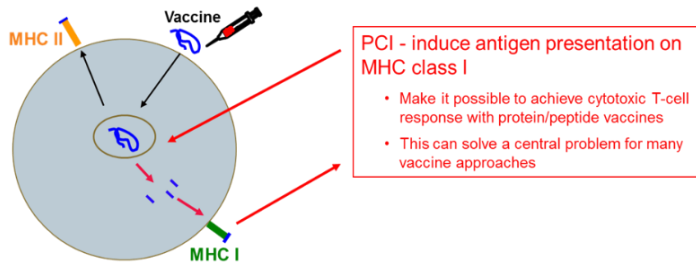 Vaccine
MHC II
MHC I
PCI - induce antigen presentation on
MHC class I
• Make it possible to achieve cytotoxic T-cell
response with protein/peptide vaccines
• This can solve a central problem for many
vaccine approaches